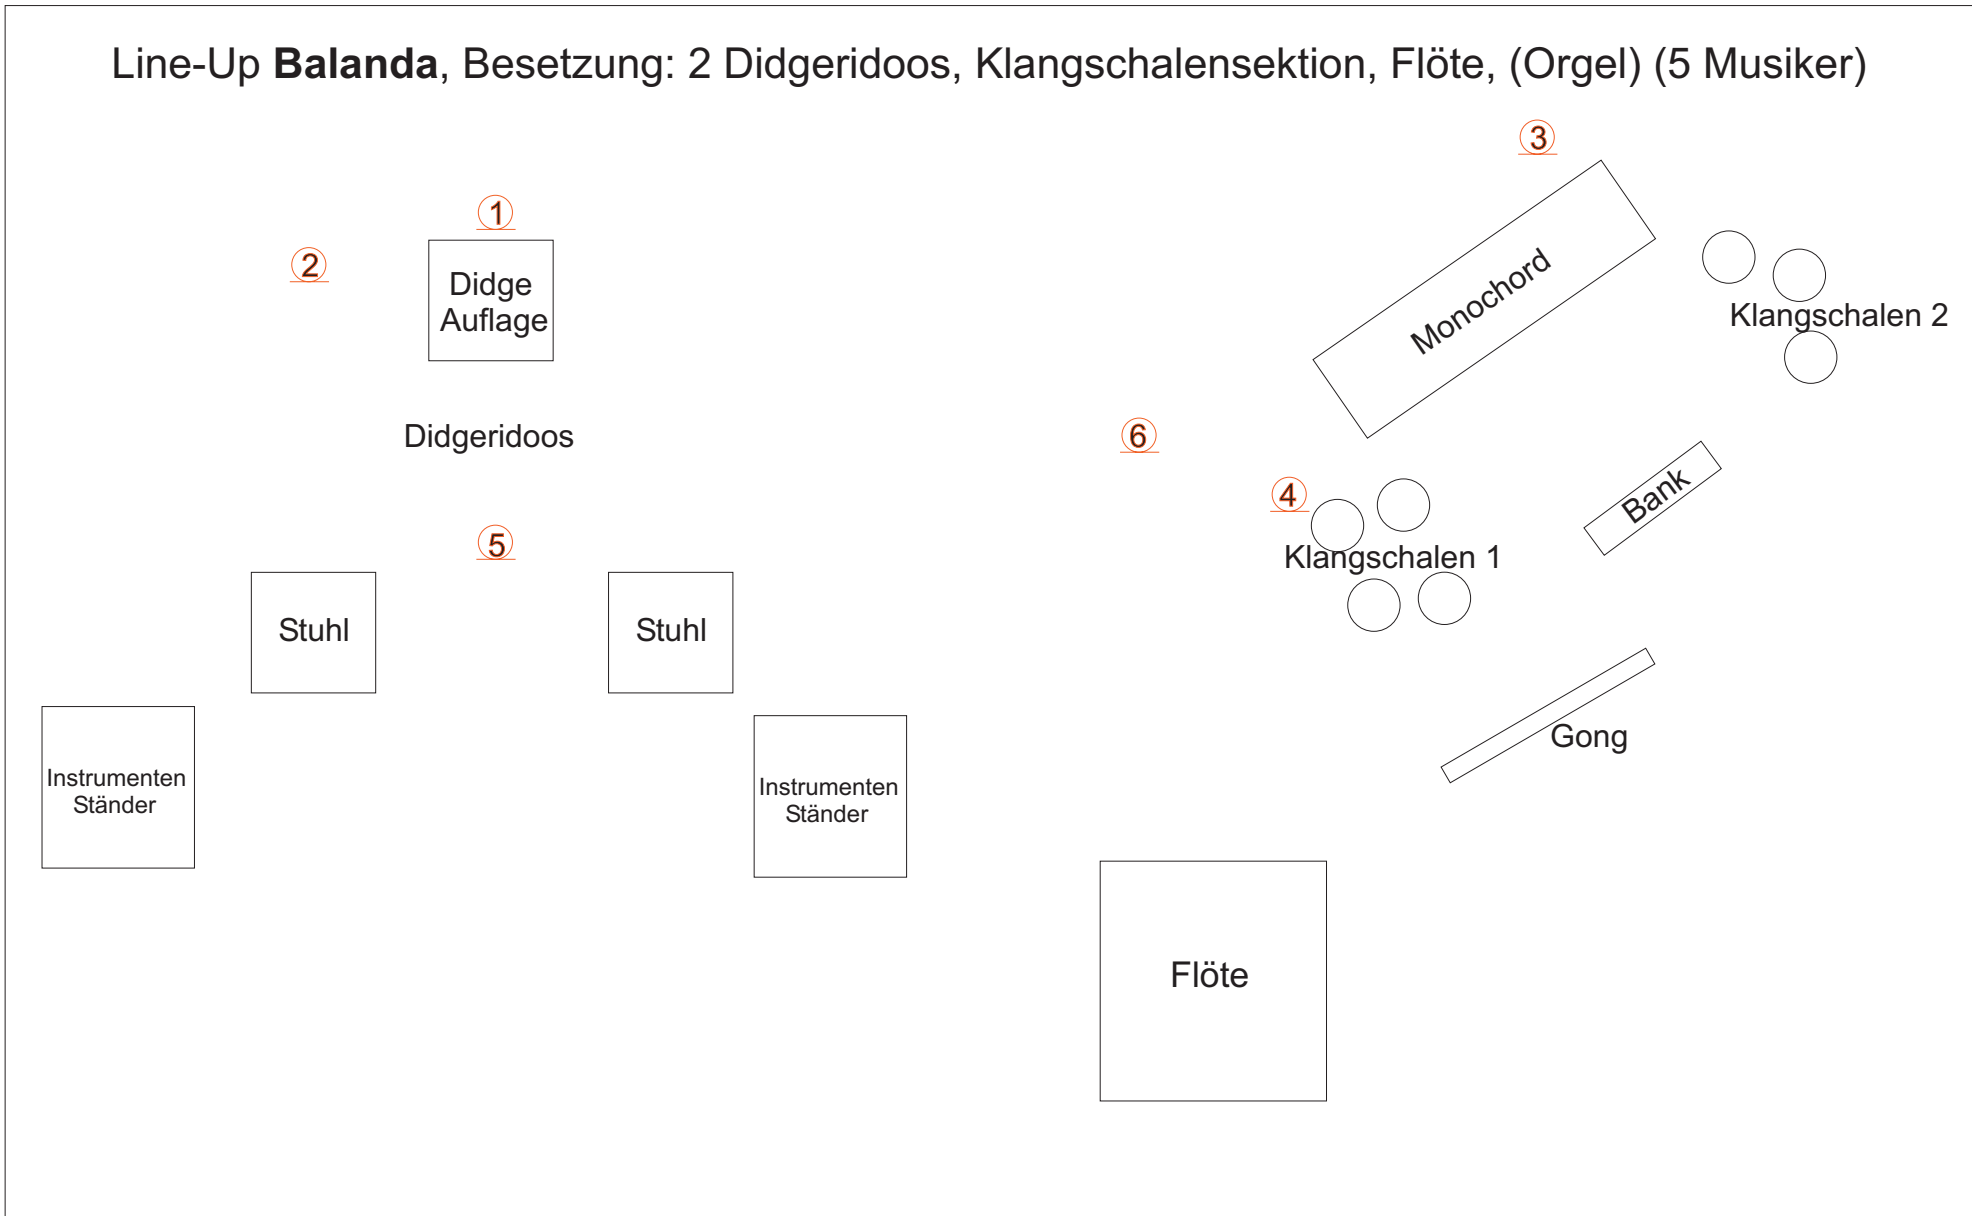 Line-Up Balanda, Besetzung: 2 Didgeridoos, Klangschalensektion, Flöte, (Orgel) (5 Musiker)
3
1
2
Didge
Auflage
Monochord
Klangschalen 2
Didgeridoos
6
4
Bank
5
Klangschalen 1
Stuhl
Stuhl
Gong
Instrumenten
Ständer
Instrumenten
Ständer
Flöte